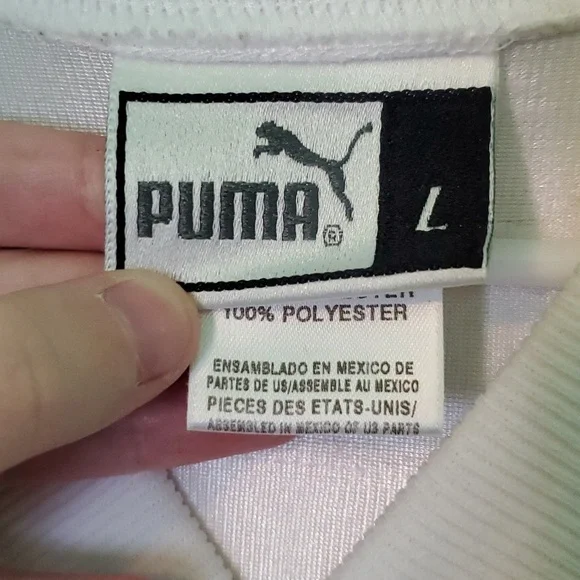 PUMA® L
100% POLYESTER
ENSAMBLADO EN MEXICO DE
PARTES DE US/ASSEMBLE AU MEXICO
PIECES DES ETATS-UNIS/
ASSEMBLED IN MEXICO OF US PARTS